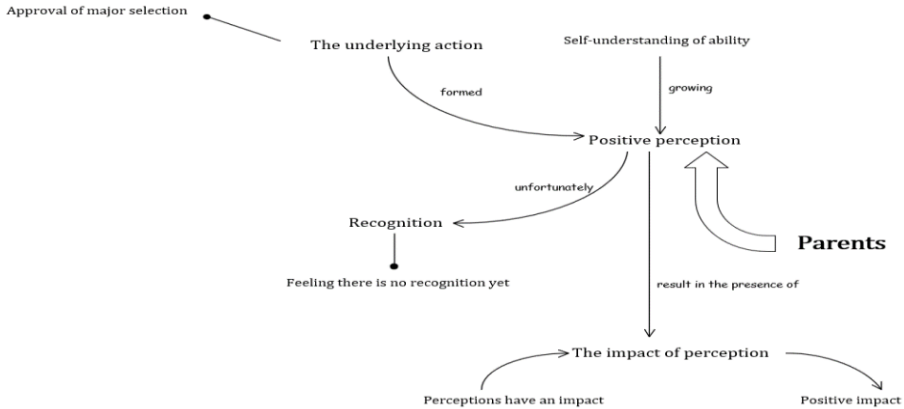 Approval of major selection
The underlying action
Self-understanding of ability
formed
growing
Positive perception
unfortunately
Recognition
Parents
Feeling there is no recognition yet
result in the presence of
The impact of perception
Perceptions have an impact
Positive impact